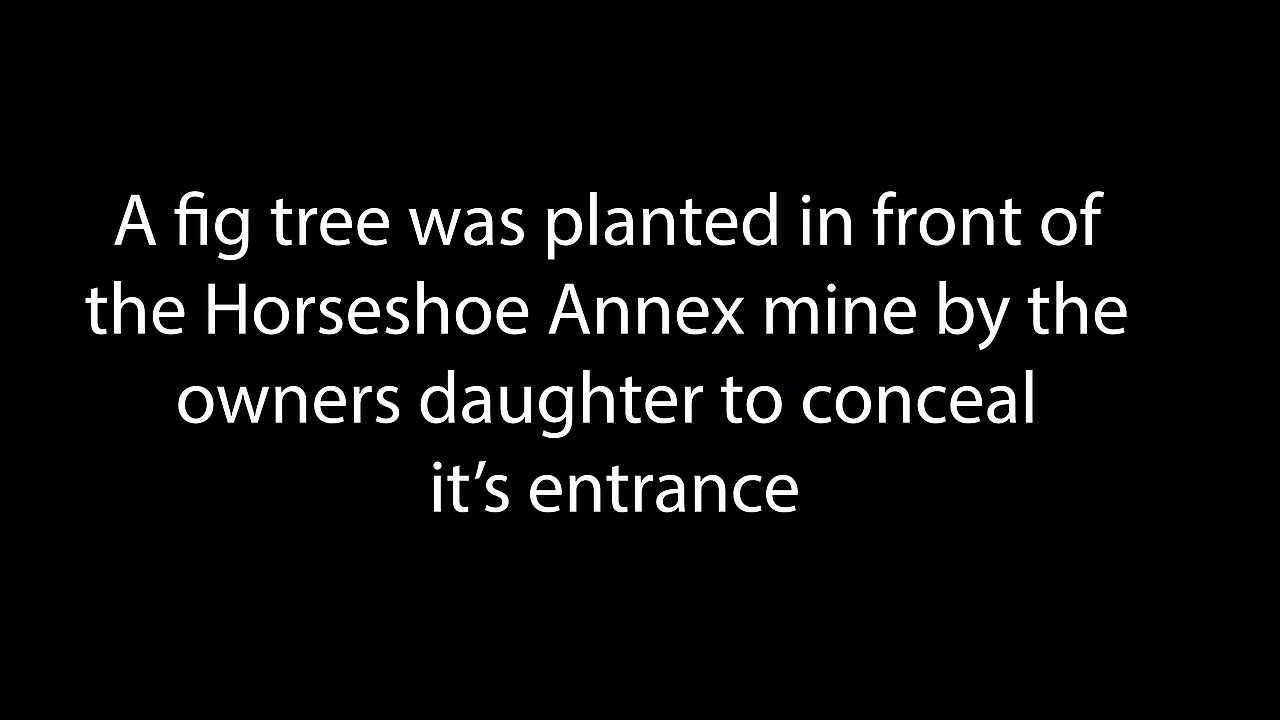 A fig tree was planted in front of
the Horseshoe Annex mine by the
owners daughter to conceal
it’s entrance